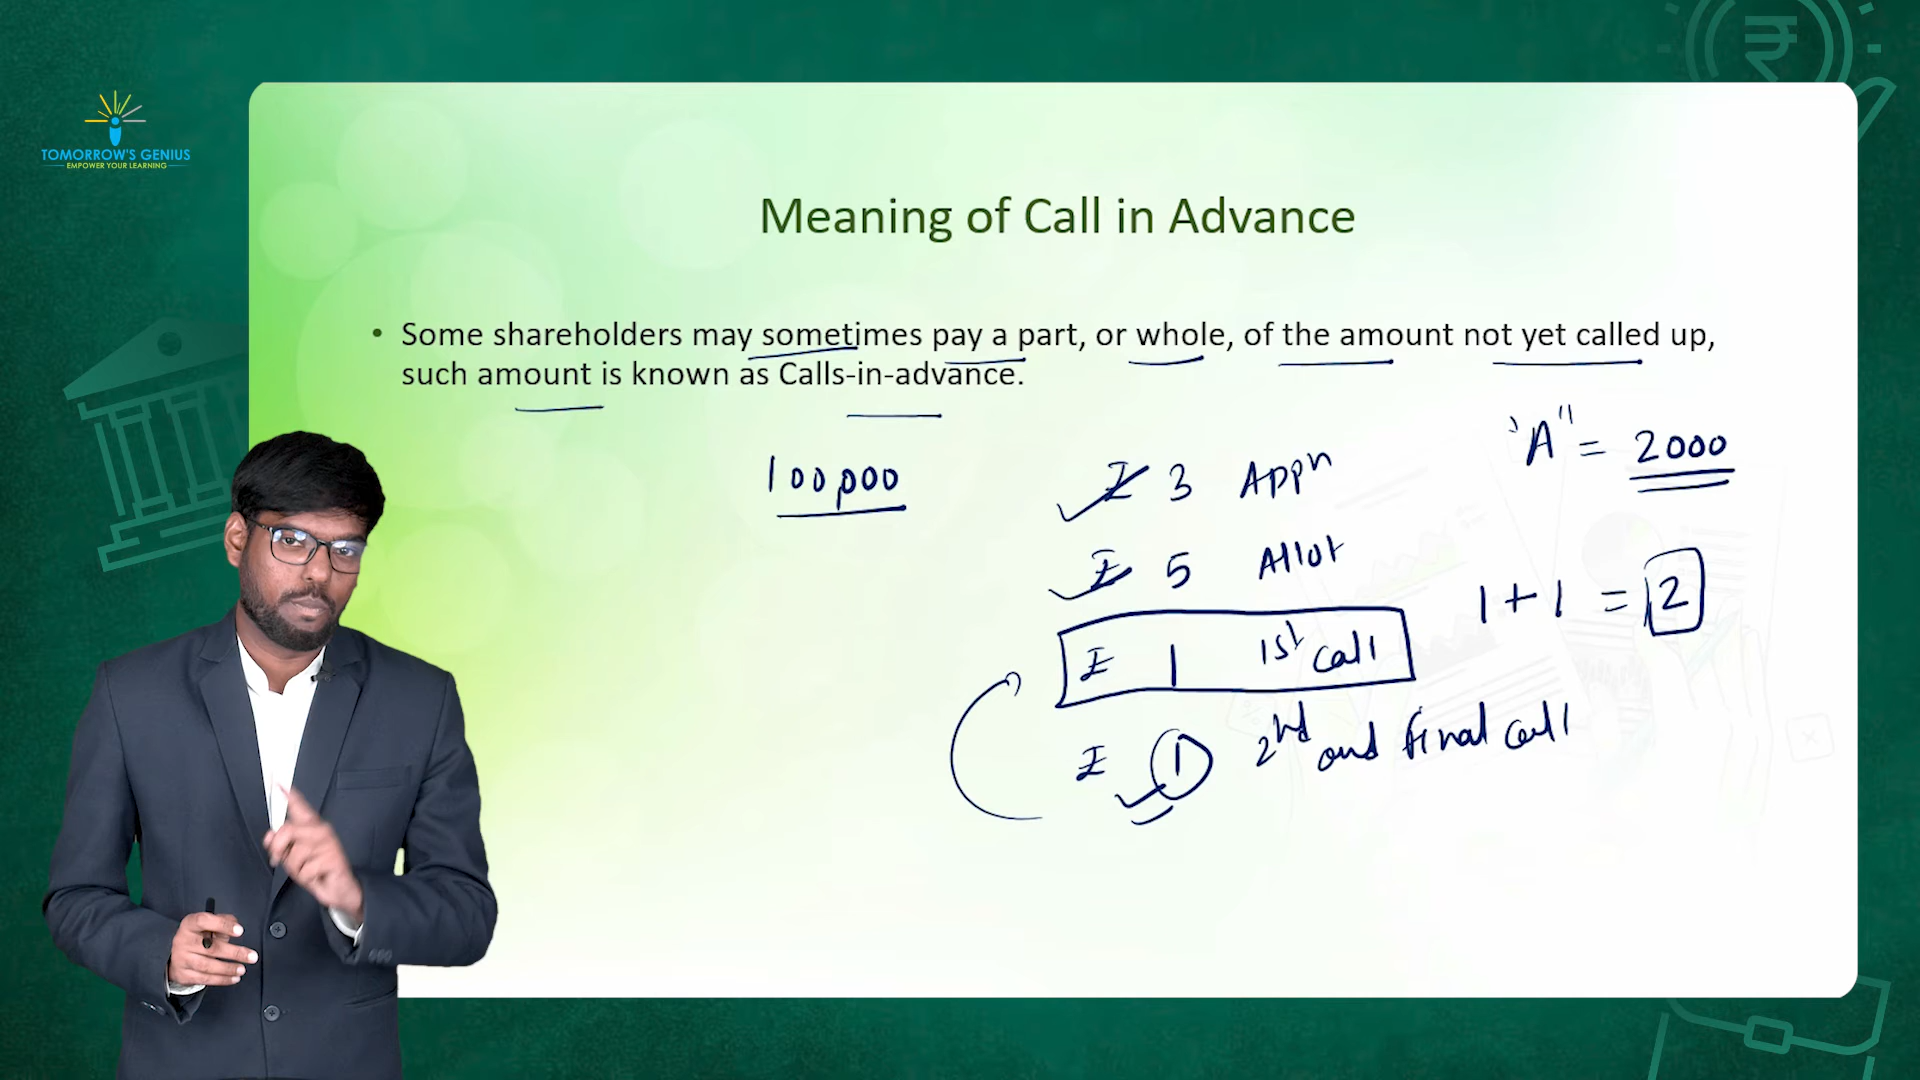 TOMORROW'S GENIUS
EMPOWER YOUR LEARNING
Meaning of Call in Advance
• Some shareholders may sometimes pay a part, or whole, of the amount not yet called up,
such amount is known as Calls-in-advance.
100,000
"A" = 2000
₹ 3 Appn
₹ 5 Allot
1 + 1 = 2
₹ 1 1st call
₹ 1 2nd and final call